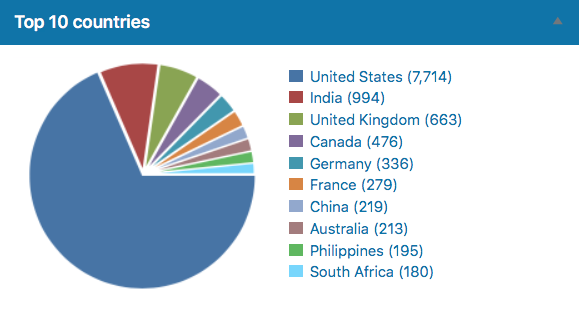 Top 10 countries
United States (7,714)
India (994)
United Kingdom (663)
Canada (476)
Germany (336)
France (279)
China (219)
Australia (213)
Philippines (195)
South Africa (180)